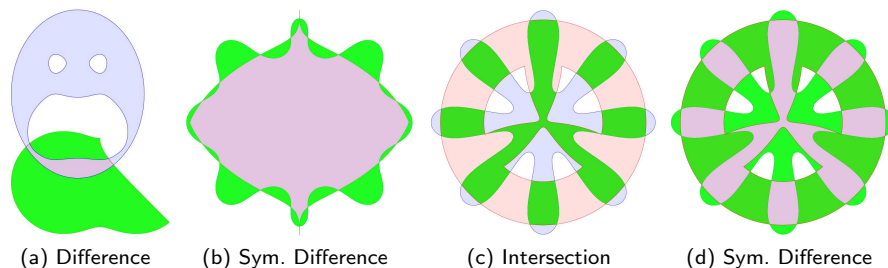 (a) Difference
(b) Sym. Difference
(c) Intersection
(d) Sym. Difference